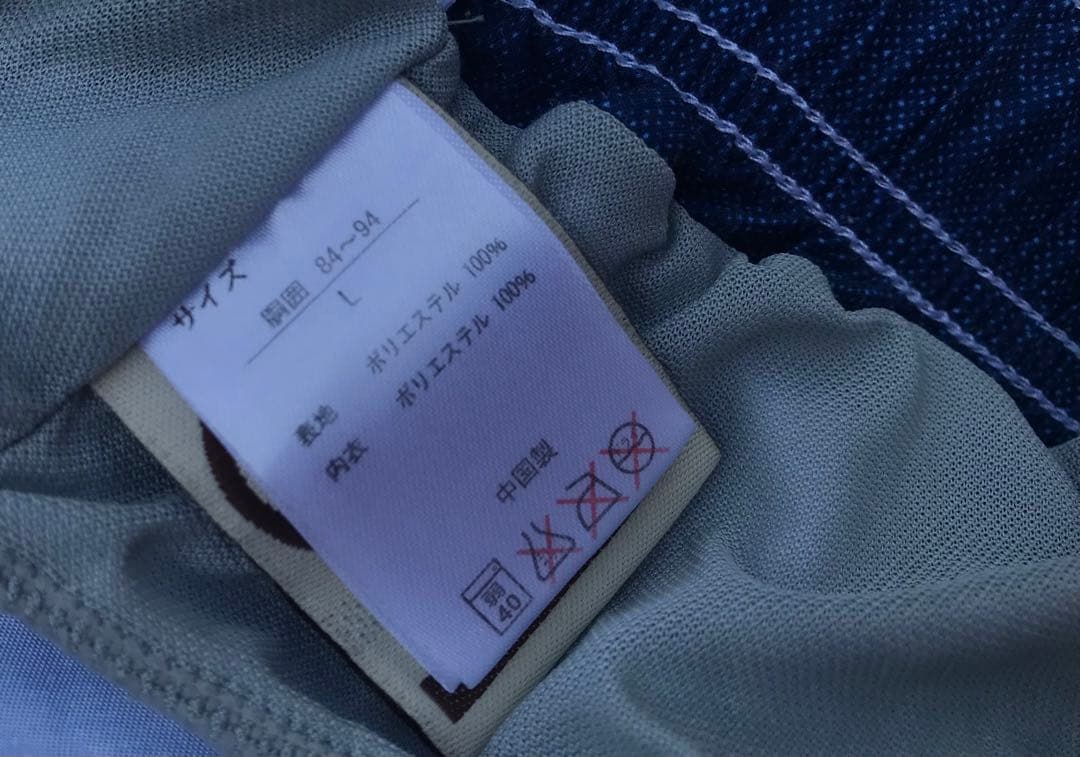 サイズ
胴囲 84～94
L
表地 ポリエステル 100%
内衣 ポリエステル 100%
中国製
弱
40